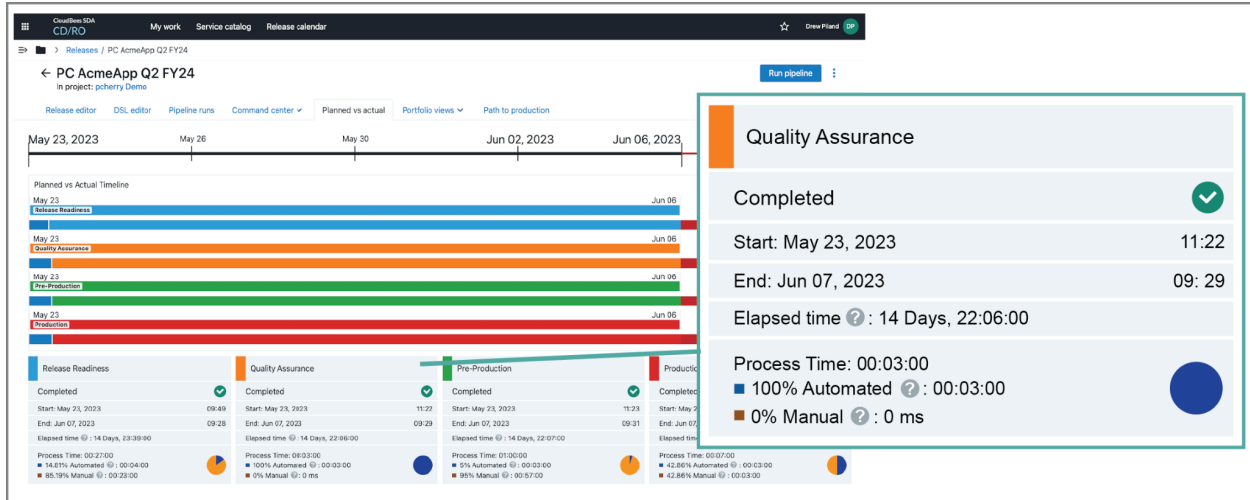 CloudBees SDA
CD/RO
My work Service catalog Release calendar
Drew Piland DP
Releases / PC AcmeApp Q2 FY24
PC AcmeApp Q2 FY24
In project: pcherry Demo
Run pipeline
Release editor DSL editor Pipeline runs Command center Planned vs actual Portfolio views Path to production
May 23, 2023 May 26 May 30 Jun 02, 2023 Jun 06, 2023
Planned vs Actual Timeline
May 23 Jun 06
Release Readiness
May 23 Jun 06
Quality Assurance
May 23 Jun 06
Pre-Production
May 23 Jun 06
Production
Release Readiness
Completed
Start: May 23, 2023 09:49
End: Jun 07, 2023 09:28
Elapsed time ? : 14 Days, 23:39:00
Process Time: 00:27:00
14.81% Automated ? : 00:04:00
85.19% Manual ? : 00:23:00
Quality Assurance
Completed
Start: May 23, 2023 11:22
End: Jun 07, 2023 09:29
Elapsed time ? : 14 Days, 22:06:00
Process Time: 00:03:00
100% Automated ? : 00:03:00
0% Manual ? : 0 ms
Pre-Production
Completed
Start: May 23, 2023 11:23
End: Jun 07, 2023 09:31
Elapsed time ? : 14 Days, 22:07:00
Process Time: 01:00:00
5% Automated ? : 00:03:00
95% Manual ? : 00:57:00
Productio
Completed
Start: May 2
End: Jun 07,
Elapsed time
Process Time: 00:07:00
42.86% Automated ? : 00:03:00
42.86% Manual ? : 00:03:00
Quality Assurance
Completed
Start: May 23, 2023 11:22
End: Jun 07, 2023 09: 29
Elapsed time ? : 14 Days, 22:06:00
Process Time: 00:03:00
100% Automated ? : 00:03:00
0% Manual ? : 0 ms